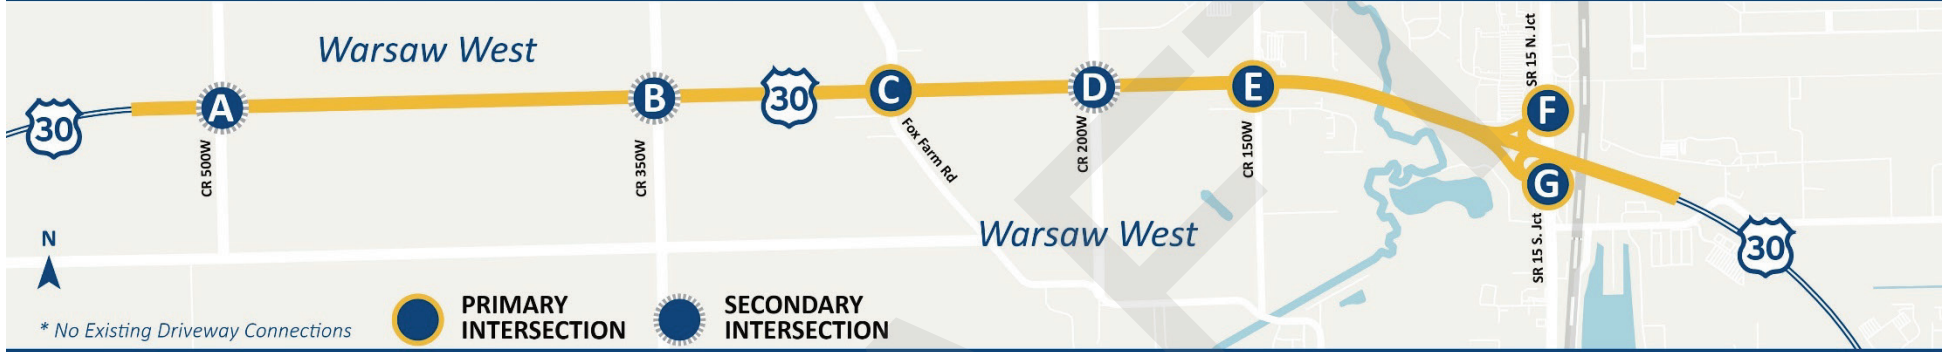 Warsaw West
SR 15 N. Jct
30
A
B
30
C
D
E
F
CR 500W
CR 350W
Fox Farm Rd
CR 200W
CR 150W
G
Warsaw West
SR 15 S. Jct
30
N
PRIMARY
INTERSECTION
SECONDARY
INTERSECTION
* No Existing Driveway Connections